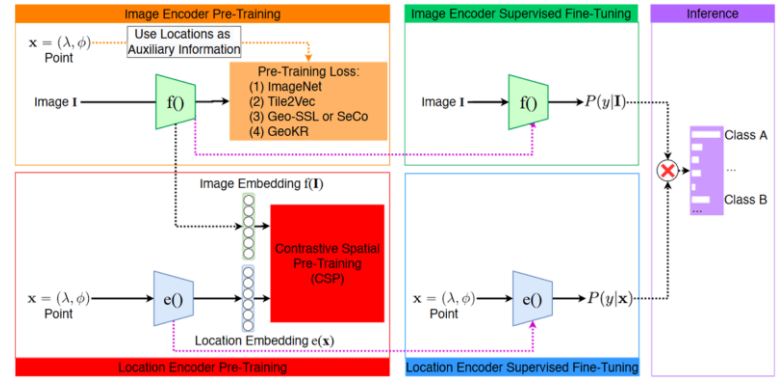 Image Encoder Pre-Training
x = (λ, ϕ)
Point
Use Locations as
Auxiliary Information
Image I
f()
Pre-Training Loss:
(1) ImageNet
(2) Tile2Vec
(3) Geo-SSL or SeCo
(4) GeoKR
Image Encoder Supervised Fine-Tuning
Image I
f()
P(y|I)
Inference
Class A
...
Class B
...
Image Embedding f(I)
Contrastive Spatial
Pre-Training
(CSP)
x = (λ, ϕ)
Point
e()
Location Embedding e(x)
Location Encoder Pre-Training
x = (λ, ϕ)
Point
e()
P(y|x)
Location Encoder Supervised Fine-Tuning